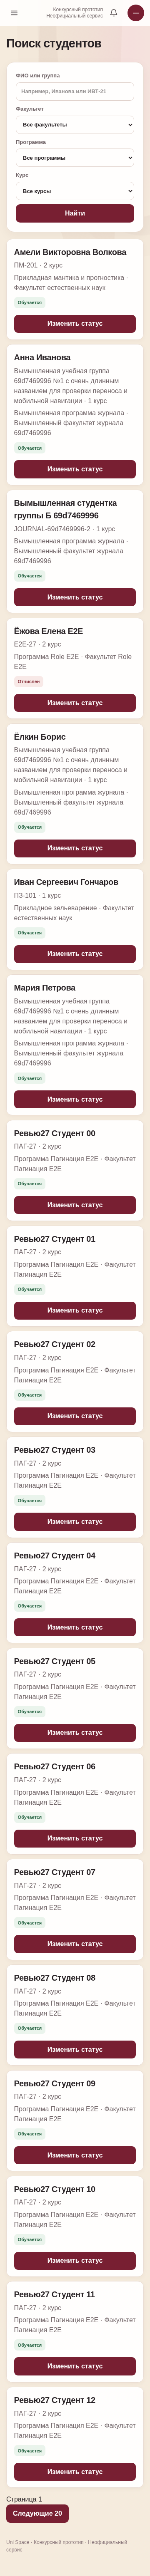 Конкурсный прототип
Неофициальный сервис
Поиск студентов
ФИО или группа
Например, Иванова или ИВТ-21
Факультет
Все факультеты
Программа
Все программы
Курс
Все курсы
Найти
Амели Викторовна Волкова
ПМ-201 · 2 курс
Прикладная мантика и прогностика ·
Факультет естественных наук
Обучается
Изменить статус
Анна Иванова
Вымышленная учебная группа
69d7469996 №1 с очень длинным
названием для проверки переноса и
мобильной навигации · 1 курс
Вымышленная программа журнала ·
Вымышленный факультет журнала
69d7469996
Обучается
Изменить статус
Вымышленная студентка
группы Б 69d7469996
JOURNAL-69d7469996-2 · 1 курс
Вымышленная программа журнала ·
Вымышленный факультет журнала
69d7469996
Обучается
Изменить статус
Ёжова Елена E2E
E2E-27 · 2 курс
Программа Role E2E · Факультет Role
E2E
Отчислен
Изменить статус
Ёлкин Борис
Вымышленная учебная группа
69d7469996 №1 с очень длинным
названием для проверки переноса и
мобильной навигации · 1 курс
Вымышленная программа журнала ·
Вымышленный факультет журнала
69d7469996
Обучается
Изменить статус
Иван Сергеевич Гончаров
ПЗ-101 · 1 курс
Прикладное зельеварение · Факультет
естественных наук
Обучается
Изменить статус
Мария Петрова
Вымышленная учебная группа
69d7469996 №1 с очень длинным
названием для проверки переноса и
мобильной навигации · 1 курс
Вымышленная программа журнала ·
Вымышленный факультет журнала
69d7469996
Обучается
Изменить статус
Ревью27 Студент 00
ПАГ-27 · 2 курс
Программа Пагинация E2E · Факультет
Пагинация E2E
Обучается
Изменить статус
Ревью27 Студент 01
ПАГ-27 · 2 курс
Программа Пагинация E2E · Факультет
Пагинация E2E
Обучается
Изменить статус
Ревью27 Студент 02
ПАГ-27 · 2 курс
Программа Пагинация E2E · Факультет
Пагинация E2E
Обучается
Изменить статус
Ревью27 Студент 03
ПАГ-27 · 2 курс
Программа Пагинация E2E · Факультет
Пагинация E2E
Обучается
Изменить статус
Ревью27 Студент 04
ПАГ-27 · 2 курс
Программа Пагинация E2E · Факультет
Пагинация E2E
Обучается
Изменить статус
Ревью27 Студент 05
ПАГ-27 · 2 курс
Программа Пагинация E2E · Факультет
Пагинация E2E
Обучается
Изменить статус
Ревью27 Студент 06
ПАГ-27 · 2 курс
Программа Пагинация E2E · Факультет
Пагинация E2E
Обучается
Изменить статус
Ревью27 Студент 07
ПАГ-27 · 2 курс
Программа Пагинация E2E · Факультет
Пагинация E2E
Обучается
Изменить статус
Ревью27 Студент 08
ПАГ-27 · 2 курс
Программа Пагинация E2E · Факультет
Пагинация E2E
Обучается
Изменить статус
Ревью27 Студент 09
ПАГ-27 · 2 курс
Программа Пагинация E2E · Факультет
Пагинация E2E
Обучается
Изменить статус
Ревью27 Студент 10
ПАГ-27 · 2 курс
Программа Пагинация E2E · Факультет
Пагинация E2E
Обучается
Изменить статус
Ревью27 Студент 11
ПАГ-27 · 2 курс
Программа Пагинация E2E · Факультет
Пагинация E2E
Обучается
Изменить статус
Ревью27 Студент 12
ПАГ-27 · 2 курс
Программа Пагинация E2E · Факультет
Пагинация E2E
Обучается
Изменить статус
Страница 1
Следующие 20
Uni Space · Конкурсный прототип · Неофициальный
сервис